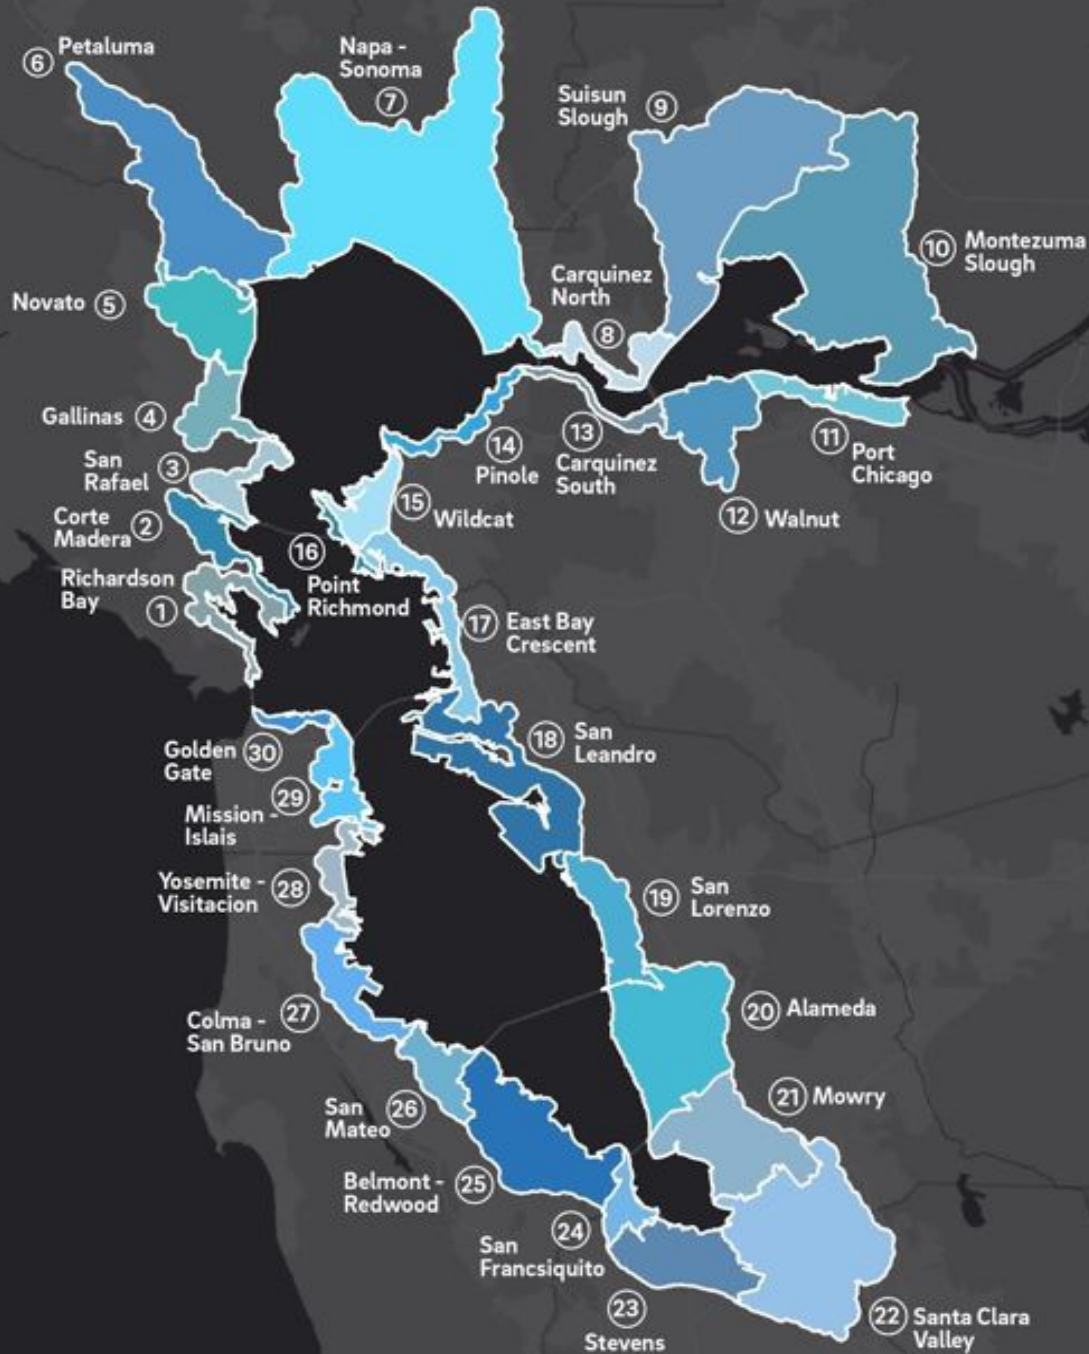 6 Petaluma
Napa -
Sonoma
7
Suisun
Slough 9
10 Montezuma
Slough
Carquinez
North
8
Novato 5
Gallinas 4
San
Rafael 3
Corte
Madera 2
Richardson
Bay
1
11 Port
Chicago
12 Walnut
13
Carquinez
South
14
Pinole
15
Wildcat
16
Point
Richmond
17 East Bay
Crescent
18 San
Leandro
Golden 30
Gate
29
Mission -
Islais
Yosemite - 28
Visitacion
19 San
Lorenzo
20 Alameda
Colma - 27
San Bruno
21 Mowry
San 26
Mateo
Belmont - 25
Redwood
24
San
Francsiquito
23
Stevens
22 Santa Clara
Valley